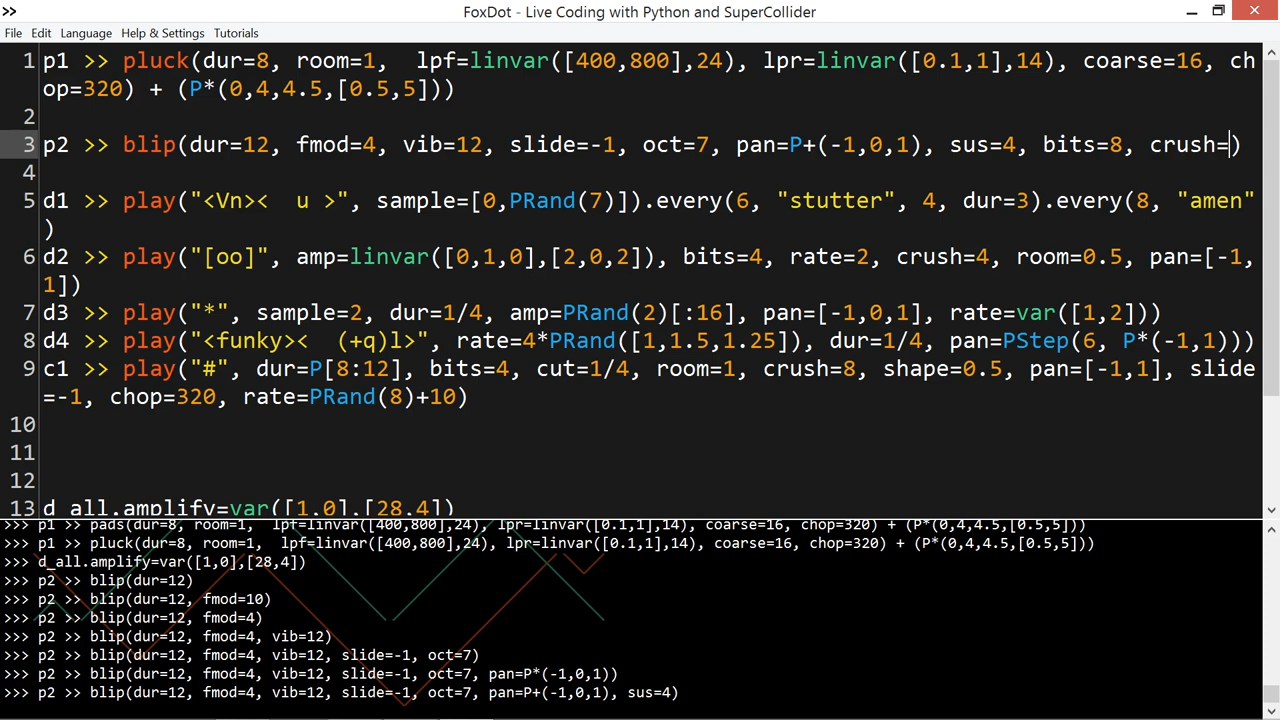 FoxDot - Live Coding with Python and SuperCollider
File Edit Language Help & Settings Tutorials
1 p1 >> pluck(dur=8, room=1,  lpf=linvar([400,800],24), lpr=linvar([0.1,1],14), coarse=16, ch
op=320) + (P*(0,4,4.5,[0.5,5]))
2
3 p2 >> blip(dur=12, fmod=4, vib=12, slide=-1, oct=7, pan=P+(-1,0,1), sus=4, bits=8, crush=)
4
5 d1 >> play("<Vn><  u >", sample=[0,PRand(7)]).every(6, "stutter", 4, dur=3).every(8, "amen"
)
6 d2 >> play("[oo]", amp=linvar([0,1,0],[2,0,2]), bits=4, rate=2, crush=4, room=0.5, pan=[-1,
1])
7 d3 >> play("*", sample=2, dur=1/4, amp=PRand(2)[:16], pan=[-1,0,1], rate=var([1,2]))
8 d4 >> play("<funky><  (+q)l>", rate=4*PRand([1,1.5,1.25]), dur=1/4, pan=PStep(6, P*(-1,1)))
9 c1 >> play("#", dur=P[8:12], bits=4, cut=1/4, room=1, crush=8, shape=0.5, pan=[-1,1], slide
=-1, chop=320, rate=PRand(8)+10)
10
11
12
13 d_all.amplify=var([1,0],[28,4])
>>> p1 >> pads(dur=8, room=1,  lpf=linvar([400,800],24), lpr=linvar([0.1,1],14), coarse=16, chop=320) + (P*(0,4,4.5,[0.5,5]))
>>> p1 >> pluck(dur=8, room=1,  lpf=linvar([400,800],24), lpr=linvar([0.1,1],14), coarse=16, chop=320) + (P*(0,4,4.5,[0.5,5]))
>>> d_all.amplify=var([1,0],[28,4])
>>> p2 >> blip(dur=12)
>>> p2 >> blip(dur=12, fmod=10)
>>> p2 >> blip(dur=12, fmod=4)
>>> p2 >> blip(dur=12, fmod=4, vib=12)
>>> p2 >> blip(dur=12, fmod=4, vib=12, slide=-1, oct=7)
>>> p2 >> blip(dur=12, fmod=4, vib=12, slide=-1, oct=7, pan=P*(-1,0,1))
>>> p2 >> blip(dur=12, fmod=4, vib=12, slide=-1, oct=7, pan=P+(-1,0,1), sus=4)